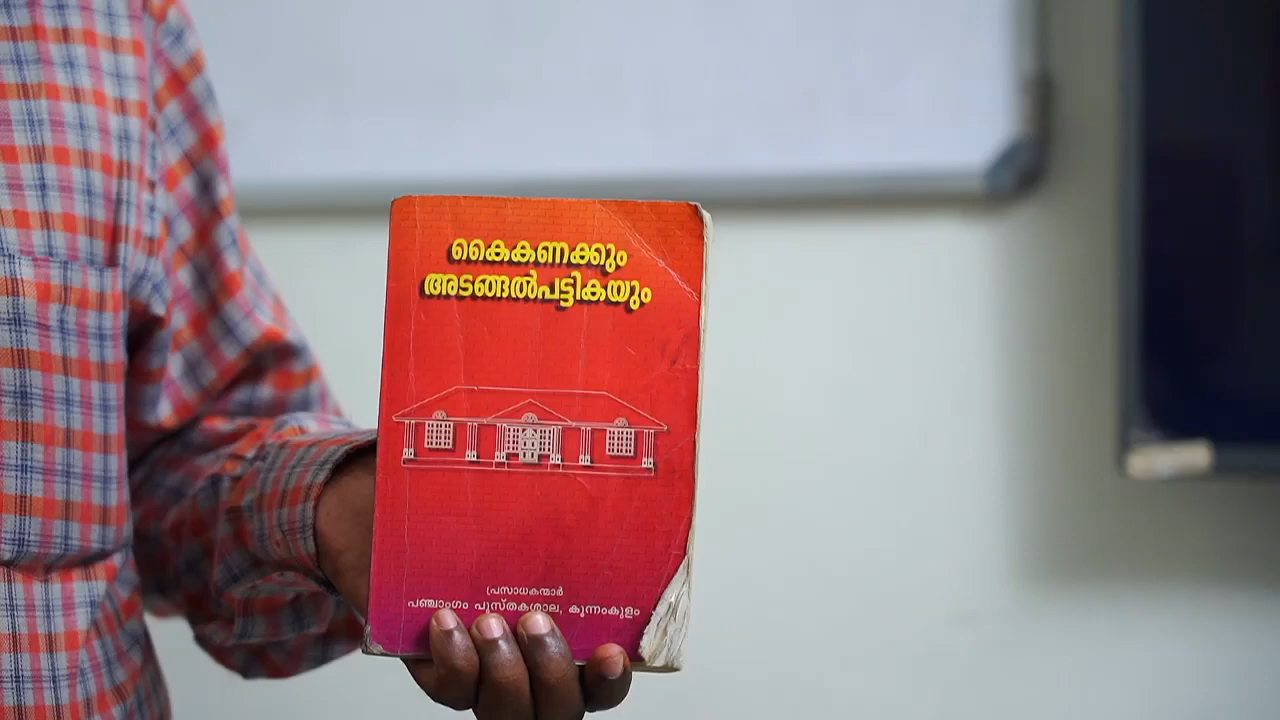 കൈകണക്കും
അടങ്ങൽപട്ടികയും
പ്രസാധകന്മാർ
പഞ്ചാംഗം പുസ്തകശാല, കുന്നംകുളം